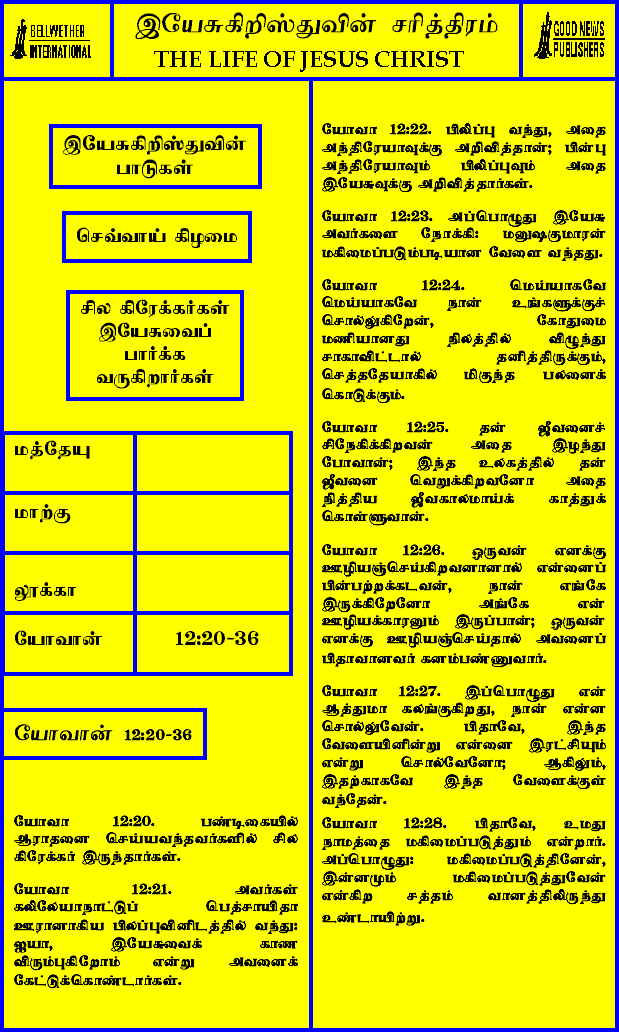 BELLWETHER
INTERNATIONAL
இயேசுகிறிஸ்துவின் சரித்திரம்
THE LIFE OF JESUS CHRIST
GOOD NEWS
PUBLISHERS
இயேசுகிறிஸ்துவின்
பாடுகள்
செவ்வாய் கிழமை
சில கிரேக்கர்கள்
இயேசுவைப்
பார்க்க
வருகிறார்கள்
மத்தேயு
மாற்கு
லூக்கா
யோவான் 12:20-36
யோவான் 12:20-36
யோவா 12:20. பண்டிகையில்
ஆராதனை செய்யவந்தவர்களில் சில
கிரேக்கர் இருந்தார்கள்.
யோவா 12:21. அவர்கள்
கலிலேயாநாட்டுப் பெத்சாயிதா
ஊரானாகிய பிலப்புவினிடத்தில் வந்து:
ஐயா, இயேசுவைக் காண
விரும்புகிறோம் என்று அவனைக்
கேட்டுக்கொண்டார்கள்.
யோவா 12:22. பிலிப்பு வந்து, அதை
அந்திரேயாவுக்கு அறிவித்தான்; பின்பு
அந்திரேயாவும் பிலிப்புவும் அதை
இயேசுவுக்கு அறிவித்தார்கள்.
யோவா 12:23. அப்பொழுது இயேசு
அவர்களை நோக்கி: மனுஷகுமாரன்
மகிமைப்படும்படியான வேளை வந்தது.
யோவா 12:24. மெய்யாகவே
மெய்யாகவே நான் உங்களுக்குச்
சொல்லுகிறேன், கோதுமை
மணியானது நிலத்தில் விழுந்து
சாகாவிட்டால் தனித்திருக்கும்,
செத்ததேயாகில் மிகுந்த பலனைக்
கொடுக்கும்.
யோவா 12:25. தன் ஜீவனைச்
சிநேகிக்கிறவன் அதை இழந்து
போவான்; இந்த உலகத்தில் தன்
ஜீவனை வெறுக்கிறவனோ அதை
நித்திய ஜீவகாலமாய்க் காத்துக்
கொள்ளுவான்.
யோவா 12:26. ஒருவன் எனக்கு
ஊழியஞ்செய்கிறவனானால் என்னைப்
பின்பற்றக்கடவன், நான் எங்கே
இருக்கிறேனோ அங்கே என்
ஊழியக்காரனும் இருப்பான்; ஒருவன்
எனக்கு ஊழியஞ்செய்தால் அவனைப்
பிதாவானவர் கனம்பண்ணுவார்.
யோவா 12:27. இப்பொழுது என்
ஆத்துமா கலங்குகிறது, நான் என்ன
சொல்லுவேன். பிதாவே, இந்த
வேளையினின்று என்னை இரட்சியும்
என்று சொல்வேனோ; ஆகிலும்,
இதற்காகவே இந்த வேளைக்குள்
வந்தேன்.
யோவா 12:28. பிதாவே, உமது
நாமத்தை மகிமைப்படுத்தும் என்றார்.
அப்பொழுது: மகிமைப்படுத்தினேன்,
இன்னமும் மகிமைப்படுத்துவேன்
என்கிற சத்தம் வானத்திலிருந்து
உண்டாயிற்று.